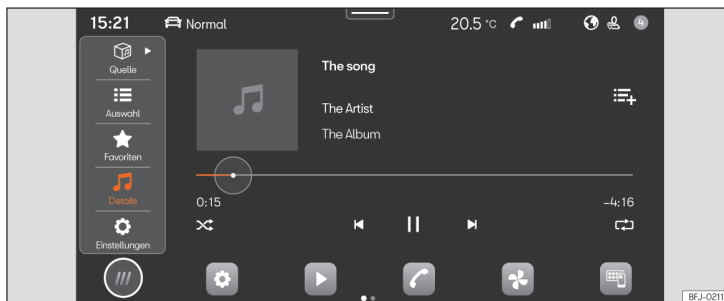 15:21
Normal
20.5 °C
4
Quelle
Auswahl
Favoriten
Details
Einstellungen
The song
The Artist
The Album
0:15
-4:16
BFJ-0211